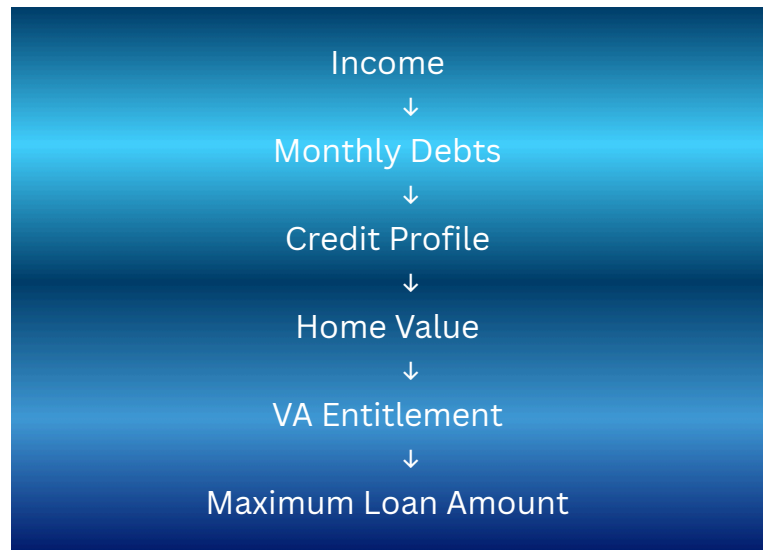 Income
↓
Monthly Debts
↓
Credit Profile
↓
Home Value
↓
VA Entitlement
↓
Maximum Loan Amount